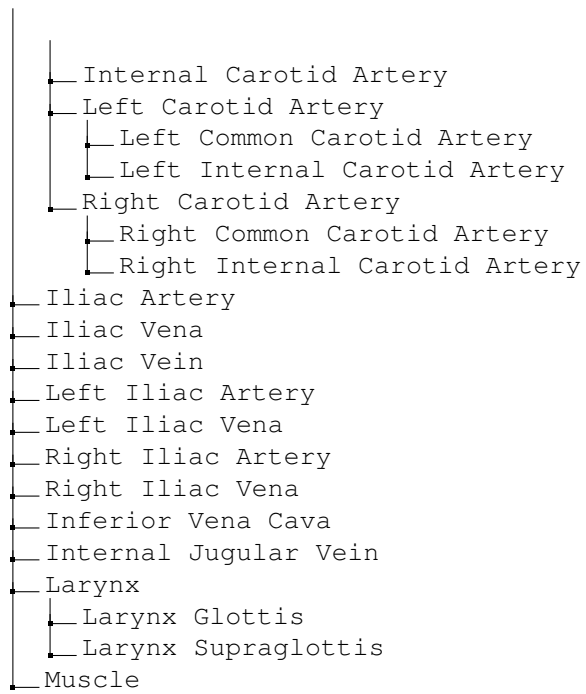 Internal Carotid Artery
Left Carotid Artery
Left Common Carotid Artery
Left Internal Carotid Artery
Right Carotid Artery
Right Common Carotid Artery
Right Internal Carotid Artery
Iliac Artery
Iliac Vena
Iliac Vein
Left Iliac Artery
Left Iliac Vena
Right Iliac Artery
Right Iliac Vena
Inferior Vena Cava
Internal Jugular Vein
Larynx
Larynx Glottis
Larynx Supraglottis
Muscle